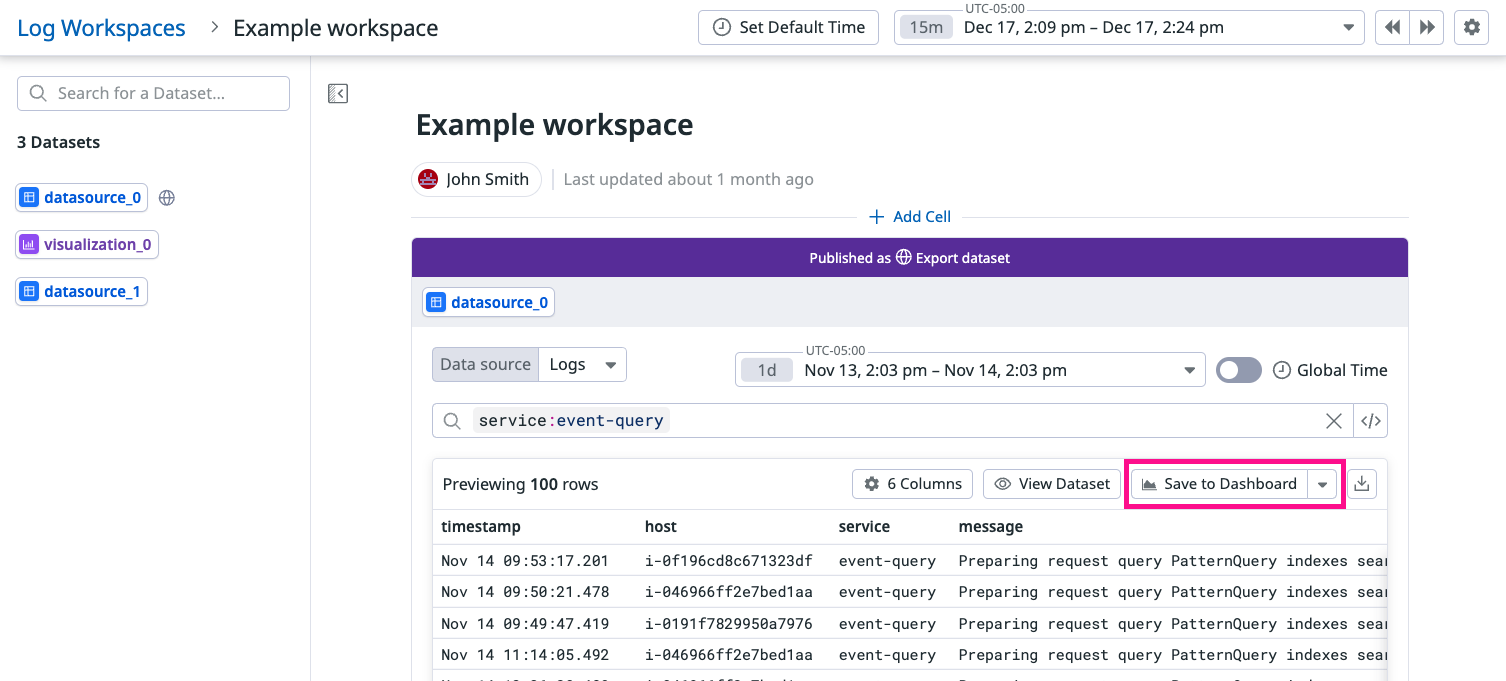 Log Workspaces > Example workspace
Set Default Time
UTC-05:00
15m Dec 17, 2:09 pm – Dec 17, 2:24 pm
Search for a Dataset...
3 Datasets
datasource_0
visualization_0
datasource_1
Example workspace
John Smith
Last updated about 1 month ago
+ Add Cell
Published as Export dataset
datasource_0
Data source Logs
UTC-05:00
1d Nov 13, 2:03 pm – Nov 14, 2:03 pm
Global Time
service:event-query
</>
Previewing 100 rows
6 Columns
View Dataset
Save to Dashboard
timestamp host service message
Nov 14 09:53:17.201 i-0f196cd8c671323df event-query Preparing request query PatternQuery indexes sear
Nov 14 09:50:21.478 i-046966ff2e7bed1aa event-query Preparing request query PatternQuery indexes sear
Nov 14 09:49:47.419 i-0191f7829950a7976 event-query Preparing request query PatternQuery indexes sear
Nov 14 11:14:05.492 i-046966ff2e7bed1aa event-query Preparing request query PatternQuery indexes sear